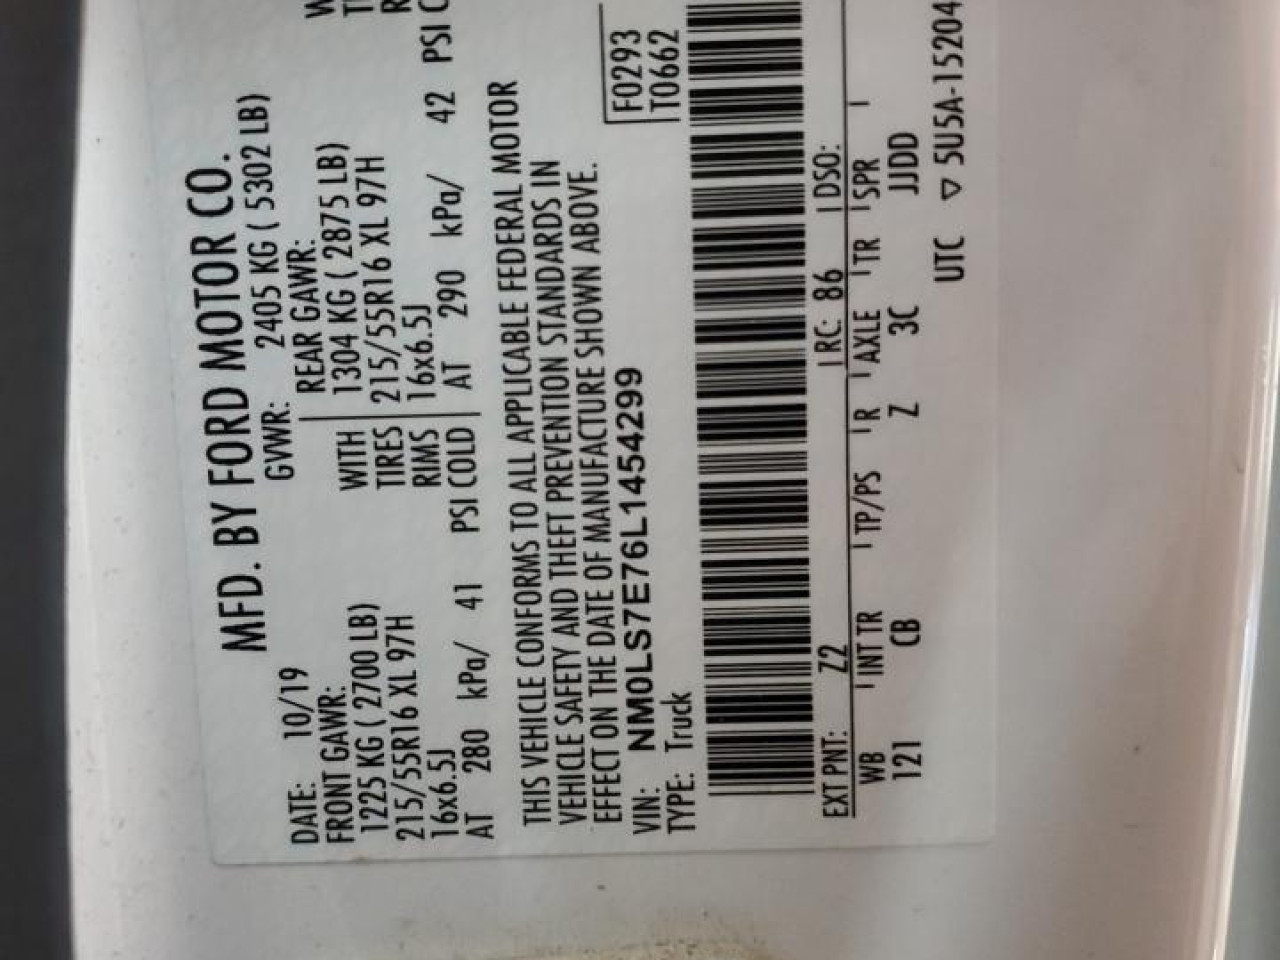 MFD. BY FORD MOTOR CO.
DATE: 10/19 GVWR: 2405 KG ( 5302 LB)
FRONT GAWR: REAR GAWR:
1225 KG ( 2700 LB) WITH 1304 KG ( 2875 LB)
215/55R16 XL 97H TIRES 215/55R16 XL 97H
16x6.5J RIMS 16x6.5J
AT 280 kPa/ 41 PSI COLD AT 290 kPa/ 42 PSI C
THIS VEHICLE CONFORMS TO ALL APPLICABLE FEDERAL MOTOR
VEHICLE SAFETY AND THEFT PREVENTION STANDARDS IN
EFFECT ON THE DATE OF MANUFACTURE SHOWN ABOVE.
VIN: NM0LS7E76L1454299
TYPE: Truck
F0293
T0662
EXT PNT: Z2 RC: 86 DSO:
WB INT TR TP/PS R AXLE TR SPR
121 CB Z 3C JJDD
UTC ▽ 5U5A-15204